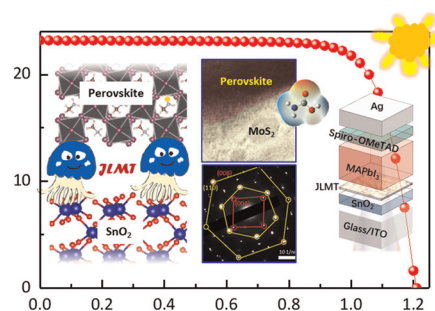 20
10
0
0.0 0.2 0.4 0.6 0.8 1.0 1.2
Perovskite
JLMT
SnO2
Perovskite
MoS2
(008)
(110)
10 1/nm
Ag
Spiro-OMeTAD
MAPbI3
JLMT
SnO2
Glass/ITO